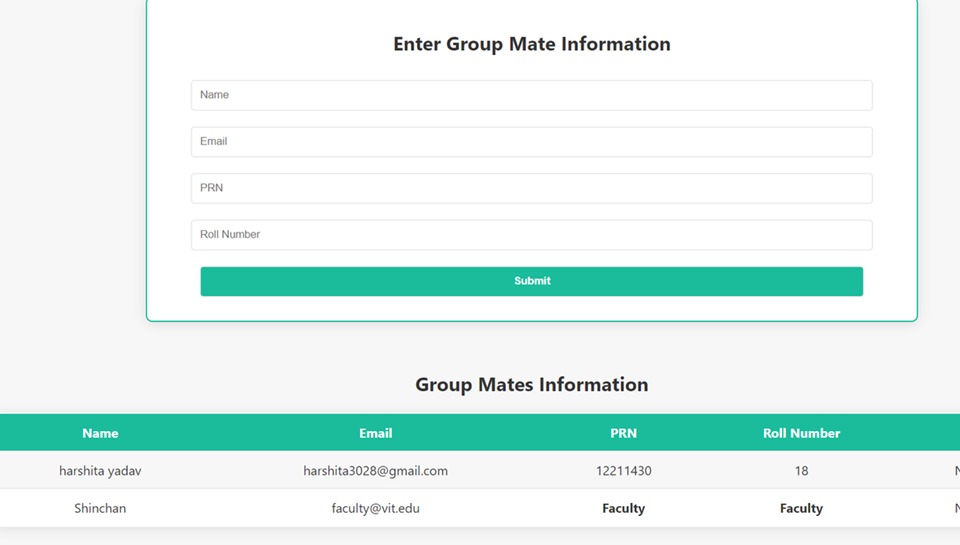 Enter Group Mate Information
Name
Email
PRN
Roll Number
Submit
Group Mates Information
Name Email PRN Roll Number
harshita yadav harshita3028@gmail.com 12211430 18
Shinchan faculty@vit.edu Faculty Faculty